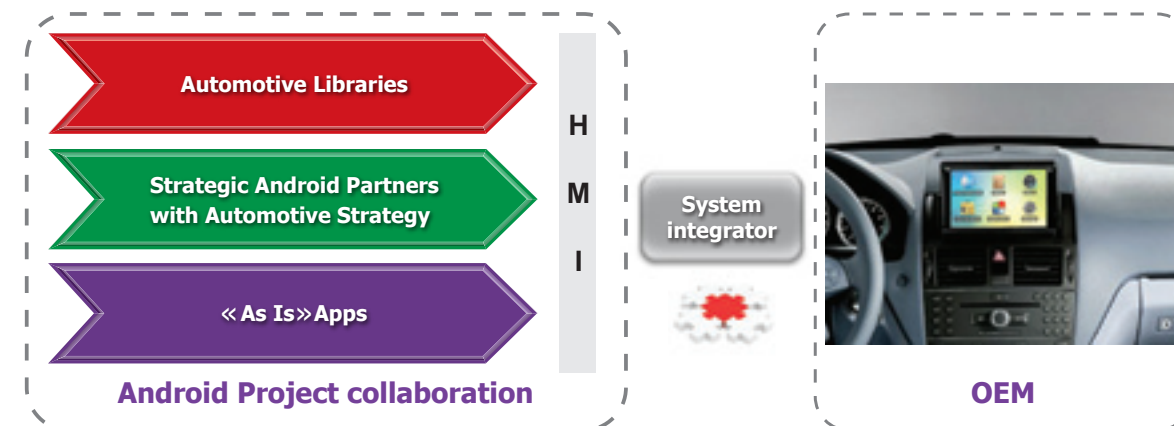 Automotive Libraries
Strategic Android Partners
with Automotive Strategy
«As Is»Apps
H
M
I
Android Project collaboration
System
integrator
OEM